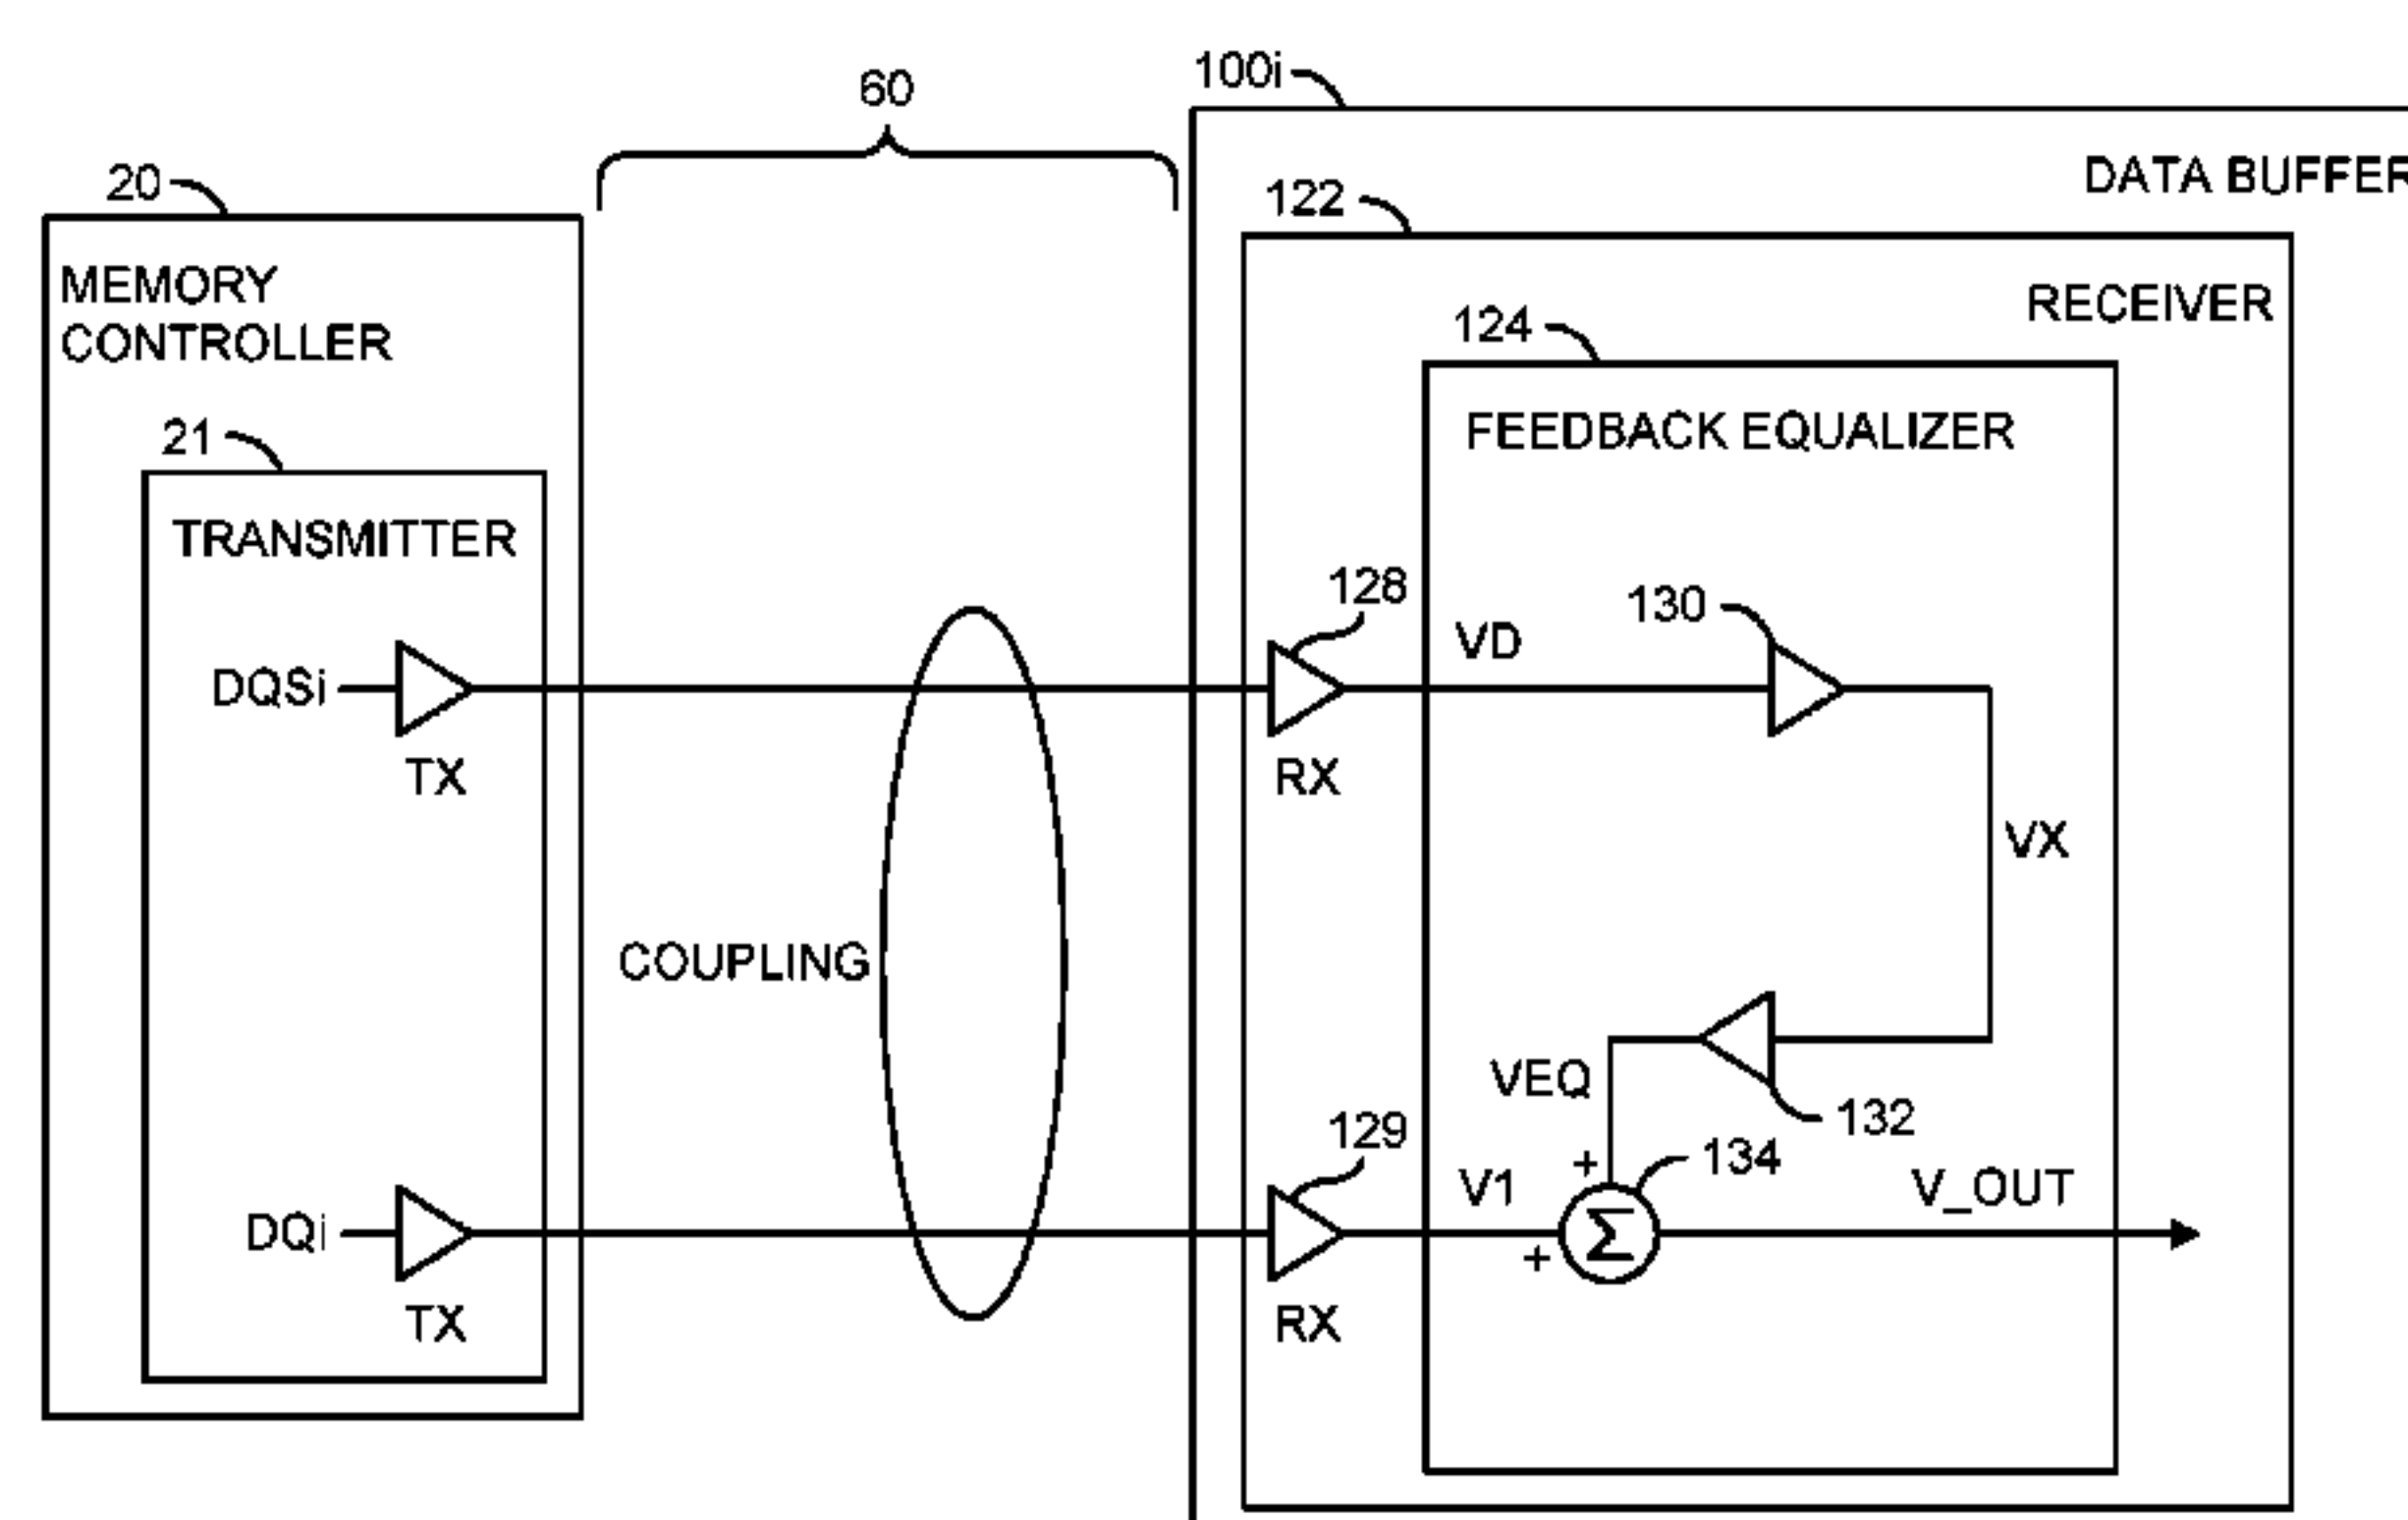 60
100i
20
DATA BUFFER
122
MEMORY
CONTROLLER
RECEIVER
124
21
FEEDBACK EQUALIZER
TRANSMITTER
128
130
VD
DQSi
TX
RX
VX
COUPLING
VEQ
132
129
134
+
V1
V_OUT
DQi
Σ
+
TX
RX